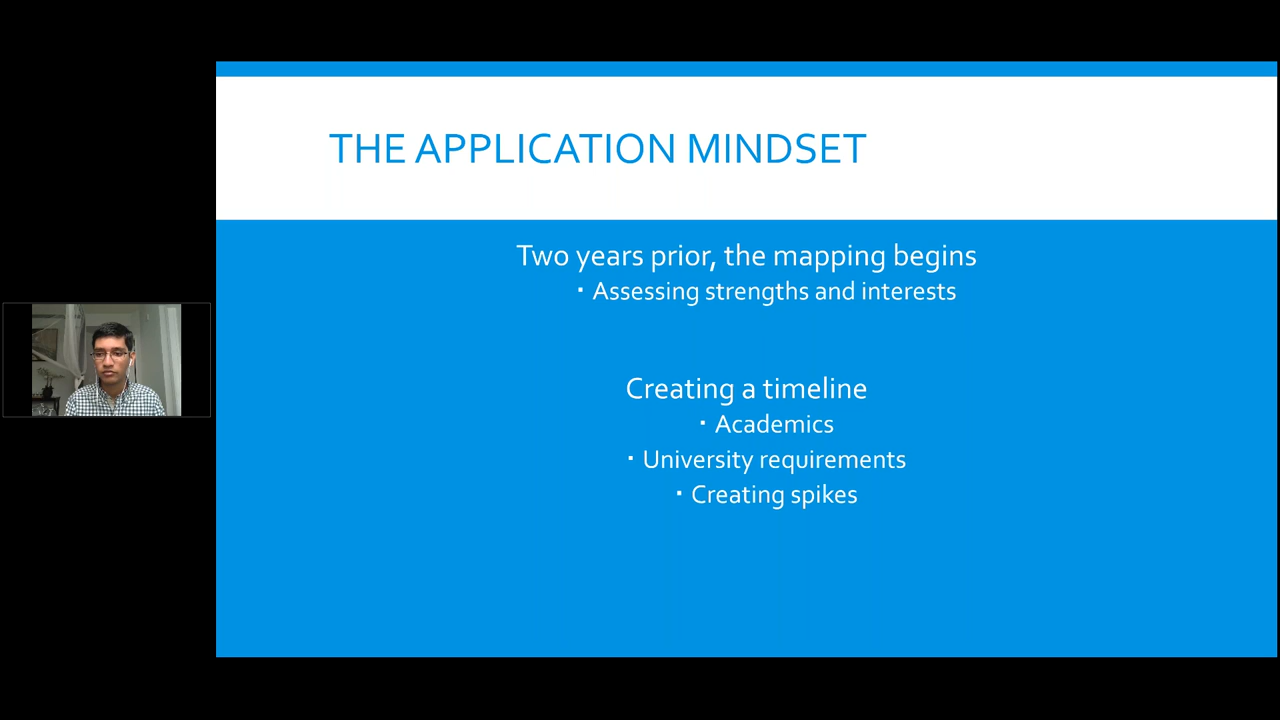 THE APPLICATION MINDSET
Two years prior, the mapping begins
▪ Assessing strengths and interests
Creating a timeline
▪ Academics
▪ University requirements
▪ Creating spikes